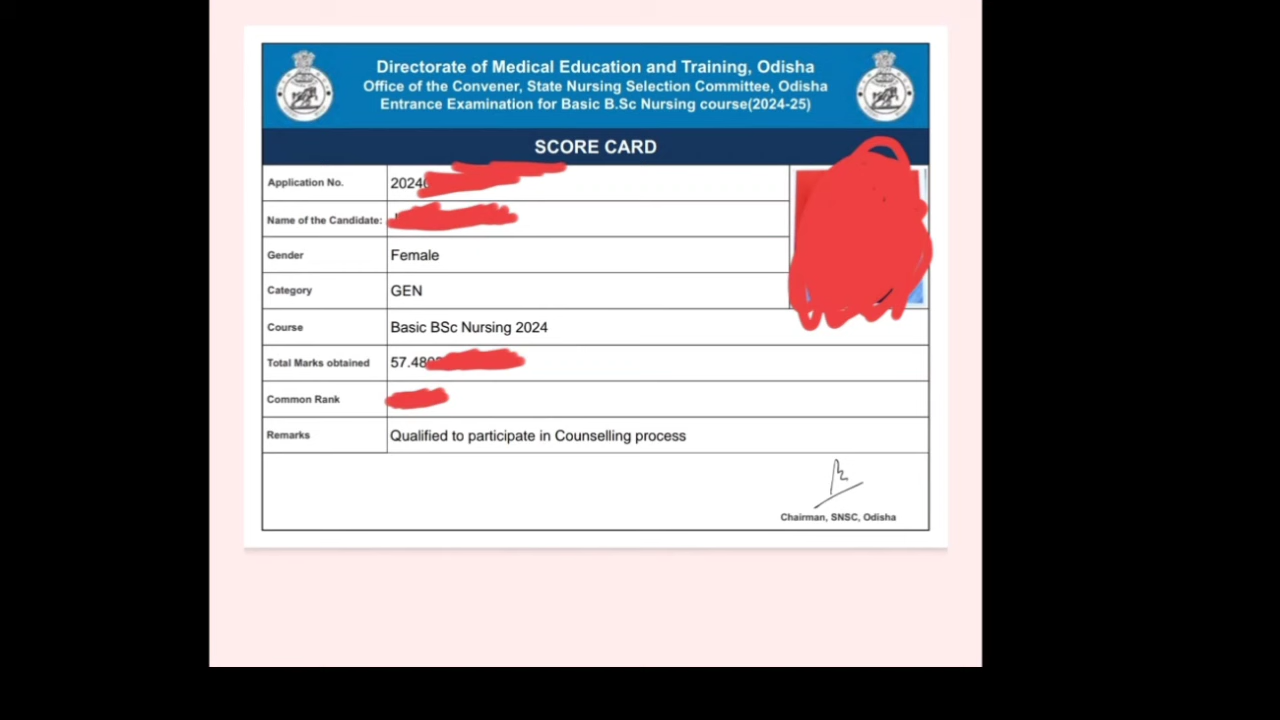 Directorate of Medical Education and Training, Odisha
Office of the Convener, State Nursing Selection Committee, Odisha
Entrance Examination for Basic B.Sc Nursing course(2024-25)
SCORE CARD
Application No. 2024
Name of the Candidate:
Gender Female
Category GEN
Course Basic BSc Nursing 2024
Total Marks obtained 57.48
Common Rank
Remarks Qualified to participate in Counselling process
Chairman, SNSC, Odisha